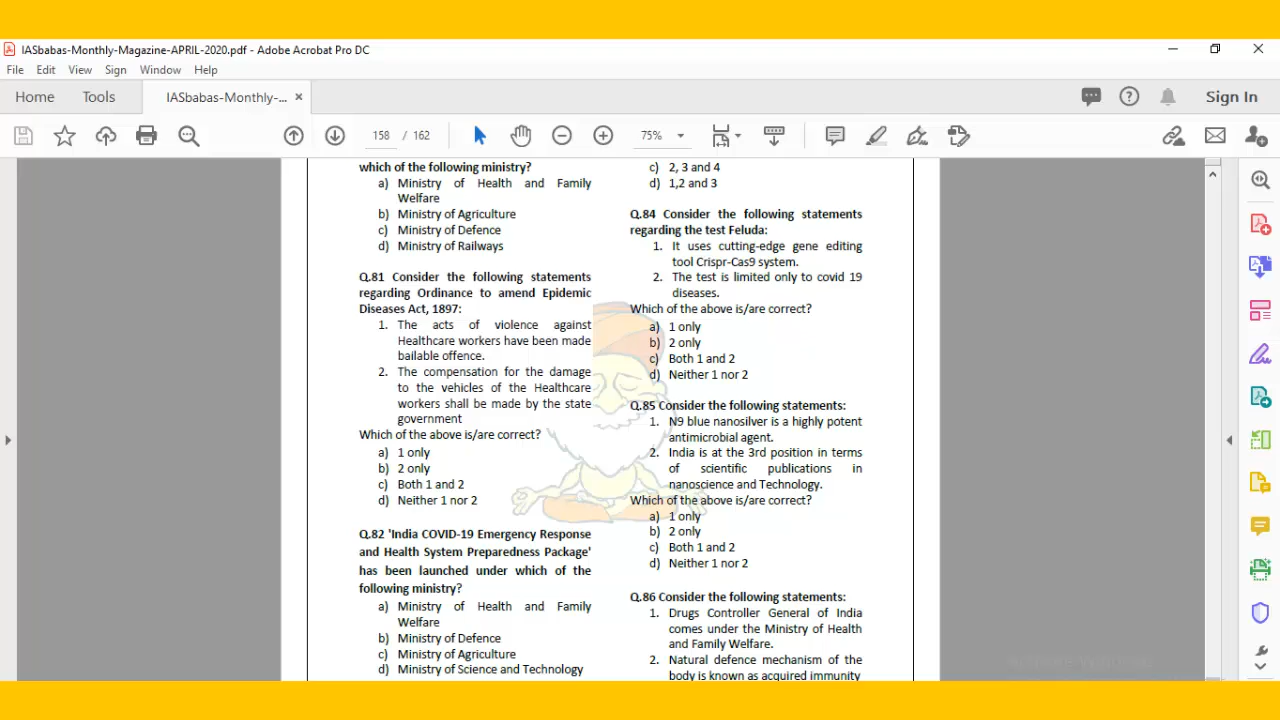 IASbabas-Monthly-Magazine-APRIL-2020.pdf - Adobe Acrobat Pro DC
File Edit View Sign Window Help
Home Tools IASbabas-Monthly-... × Sign In
158 / 162 75%
which of the following ministry?
a) Ministry of Health and Family
Welfare
b) Ministry of Agriculture
c) Ministry of Defence
d) Ministry of Railways
Q.81 Consider the following statements
regarding Ordinance to amend Epidemic
Diseases Act, 1897:
1. The acts of violence against
Healthcare workers have been made
bailable offence.
2. The compensation for the damage
to the vehicles of the Healthcare
workers shall be made by the state
government
Which of the above is/are correct?
a) 1 only
b) 2 only
c) Both 1 and 2
d) Neither 1 nor 2
Q.82 'India COVID-19 Emergency Response
and Health System Preparedness Package'
has been launched under which of the
following ministry?
a) Ministry of Health and Family
Welfare
b) Ministry of Defence
c) Ministry of Agriculture
d) Ministry of Science and Technology
c) 2, 3 and 4
d) 1,2 and 3
Q.84 Consider the following statements
regarding the test Feluda:
1. It uses cutting-edge gene editing
tool Crispr-Cas9 system.
2. The test is limited only to covid 19
diseases.
Which of the above is/are correct?
a) 1 only
b) 2 only
c) Both 1 and 2
d) Neither 1 nor 2
Q.85 Consider the following statements:
1. N9 blue nanosilver is a highly potent
antimicrobial agent.
2. India is at the 3rd position in terms
of scientific publications in
nanoscience and Technology.
Which of the above is/are correct?
a) 1 only
b) 2 only
c) Both 1 and 2
d) Neither 1 nor 2
Q.86 Consider the following statements:
1. Drugs Controller General of India
comes under the Ministry of Health
and Family Welfare.
2. Natural defence mechanism of the
body is known as acquired immunity